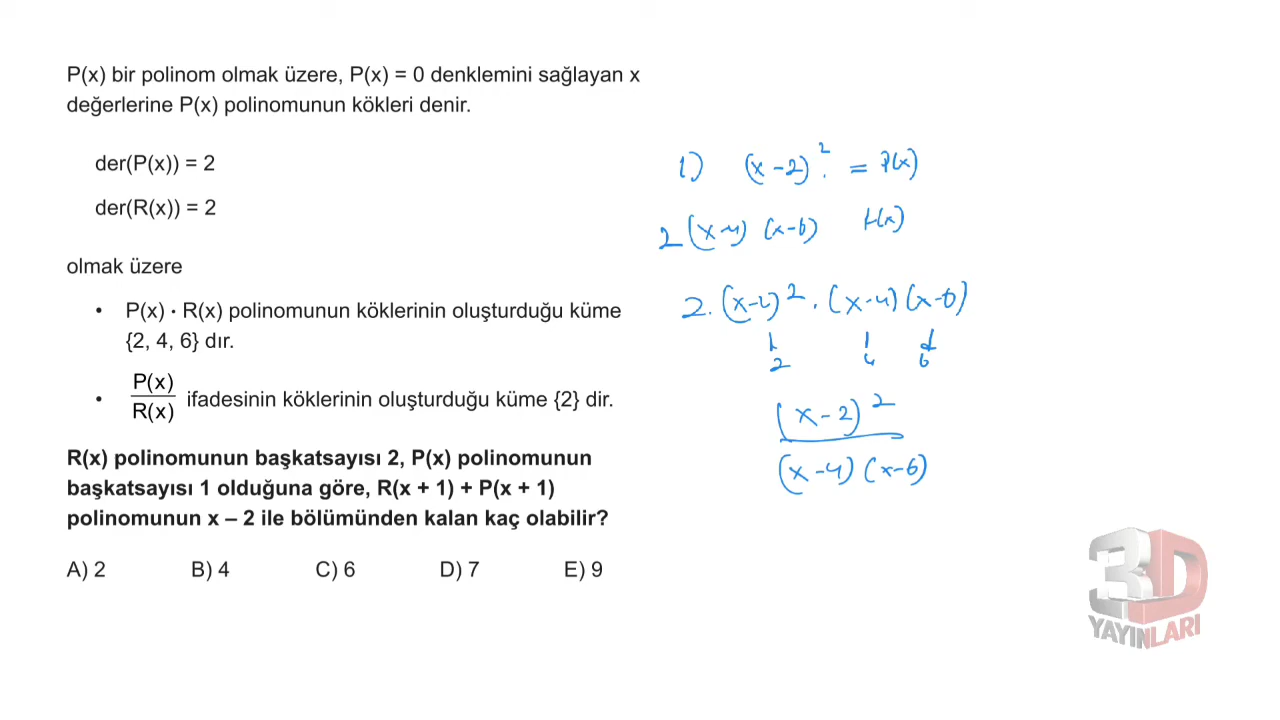 P(x) bir polinom olmak üzere, P(x) = 0 denklemini sağlayan x
değerlerine P(x) polinomunun kökleri denir.
der(P(x)) = 2
der(R(x)) = 2
olmak üzere
• P(x) · R(x) polinomunun köklerinin oluşturduğu küme
{2, 4, 6} dır.
• P(x)/R(x) ifadesinin köklerinin oluşturduğu küme {2} dir.
R(x) polinomunun başkatsayısı 2, P(x) polinomunun
başkatsayısı 1 olduğuna göre, R(x + 1) + P(x + 1)
polinomunun x – 2 ile bölümünden kalan kaç olabilir?
A) 2 B) 4 C) 6 D) 7 E) 9
1) (x-2)². = P(x)
2 (x-4) (x-6)
2. (x-2)² . (x-4) (x-6)
2 4 6
(x-2)²
(x-4) (x-6)
3D
YAYINLARI